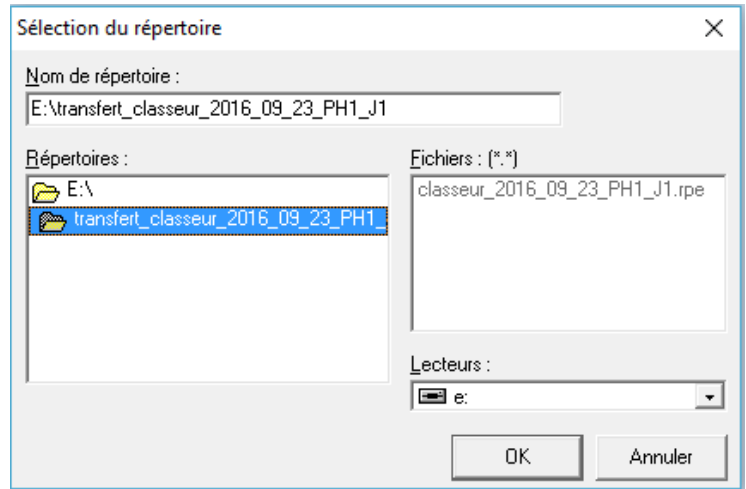 Sélection du répertoire
Nom de répertoire :
E:\transfert_classeur_2016_09_23_PH1_J1
Répertoires :
E:\
transfert_classeur_2016_09_23_PH1_
Fichiers : (*.*)
classeur_2016_09_23_PH1_J1.rpe
Lecteurs :
e:
OK
Annuler